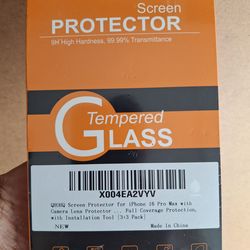 Screen
PROTECTOR
9H High Hardness, 99.99% Transmittance
Tempered
GLASS
X004EA2VYV
QHOHQ Screen Protector for iPhone 16 Pro Max with
Camera Lens Protector ... Full Coverage Protection,
with Installation Tool [3+3 Pack]
NEW
Made in China